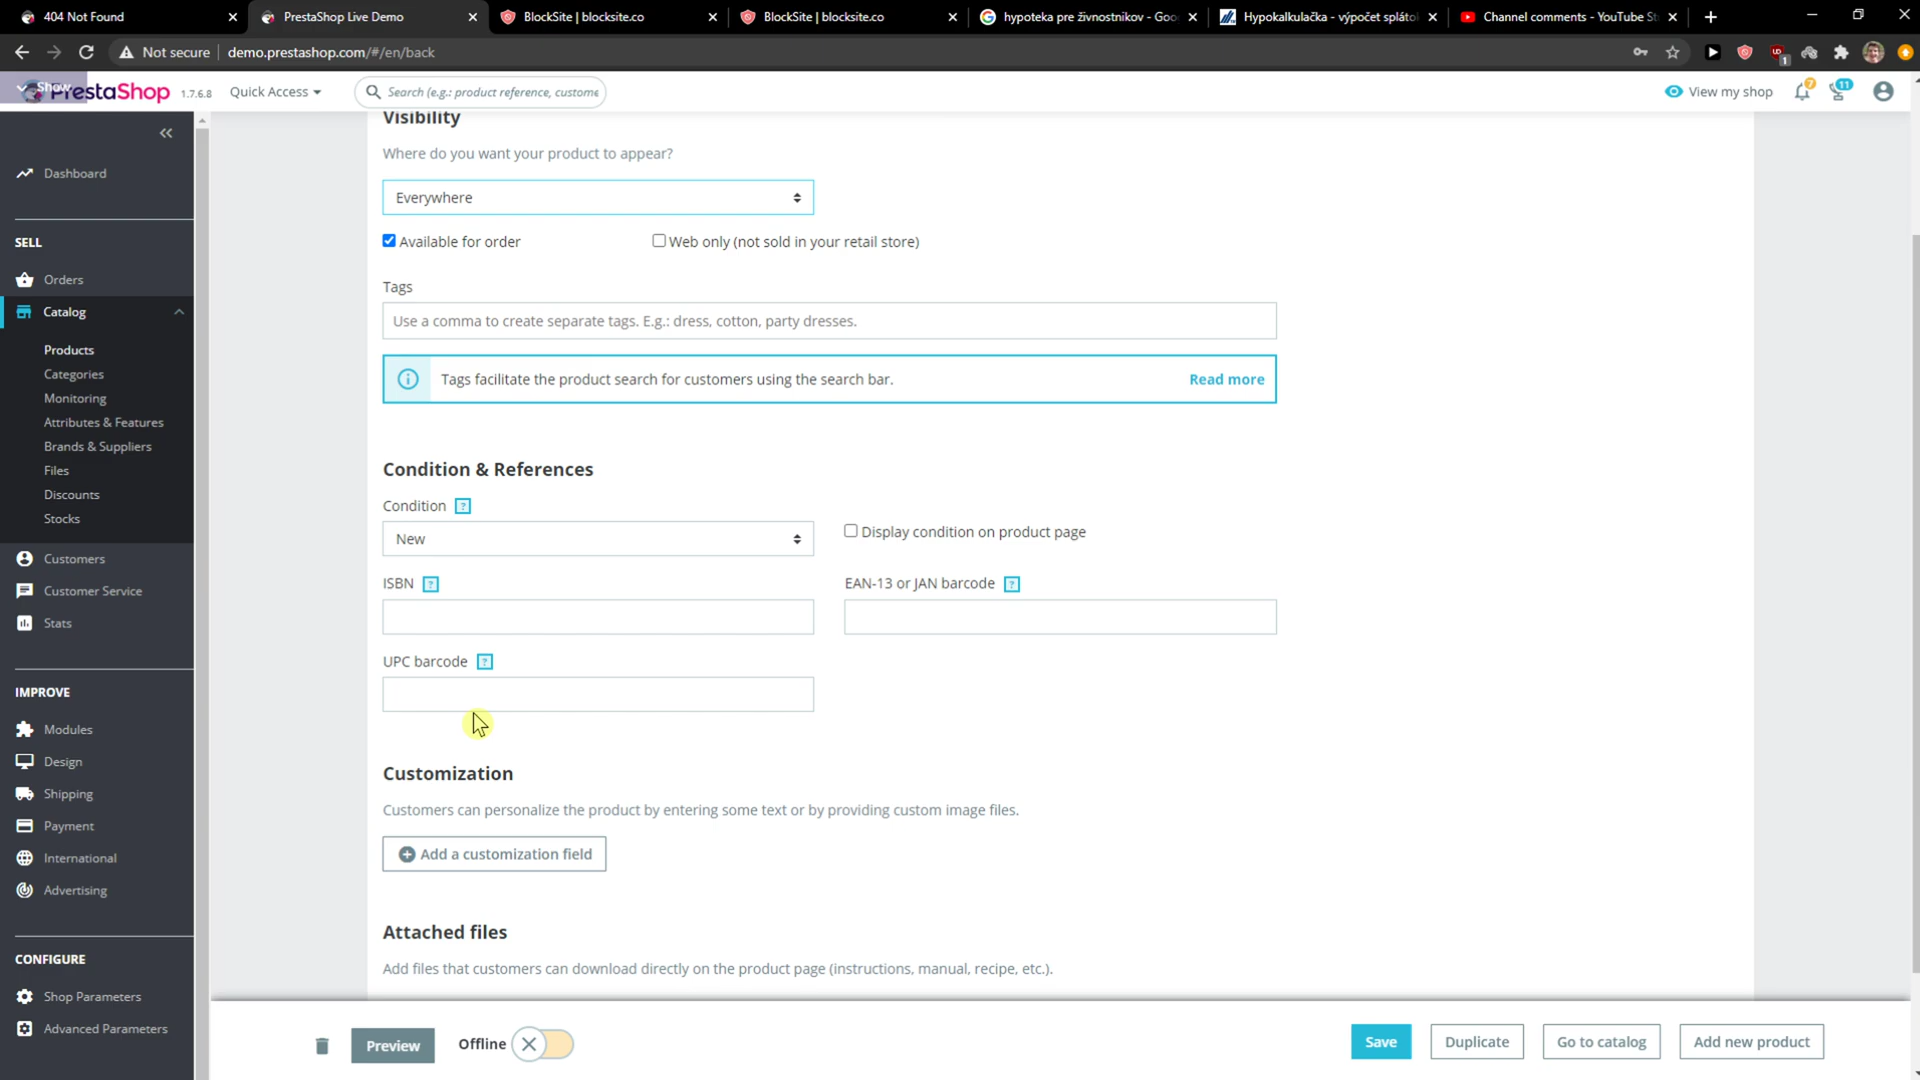 404 Not Found
PrestaShop Live Demo
BlockSite | blocksite.co
BlockSite | blocksite.co
hypoteka pre živnostnikov - Goo
Hypokalkulačka - výpočet spláto
Channel comments - YouTube St
Not secure
demo.prestashop.com/#/en/back
Show
PrestaShop
1.7.6.8
Quick Access
Search (e.g.: product reference, custome
View my shop
7
11
Dashboard
SELL
Orders
Catalog
Products
Categories
Monitoring
Attributes & Features
Brands & Suppliers
Files
Discounts
Stocks
Customers
Customer Service
Stats
IMPROVE
Modules
Design
Shipping
Payment
International
Advertising
CONFIGURE
Shop Parameters
Advanced Parameters
Visibility
Where do you want your product to appear?
Everywhere
Available for order
Web only (not sold in your retail store)
Tags
Use a comma to create separate tags. E.g.: dress, cotton, party dresses.
Tags facilitate the product search for customers using the search bar.
Read more
Condition & References
Condition ?
New
Display condition on product page
ISBN ?
EAN-13 or JAN barcode ?
UPC barcode ?
Customization
Customers can personalize the product by entering some text or by providing custom image files.
Add a customization field
Attached files
Add files that customers can download directly on the product page (instructions, manual, recipe, etc.).
Preview
Offline
Save
Duplicate
Go to catalog
Add new product